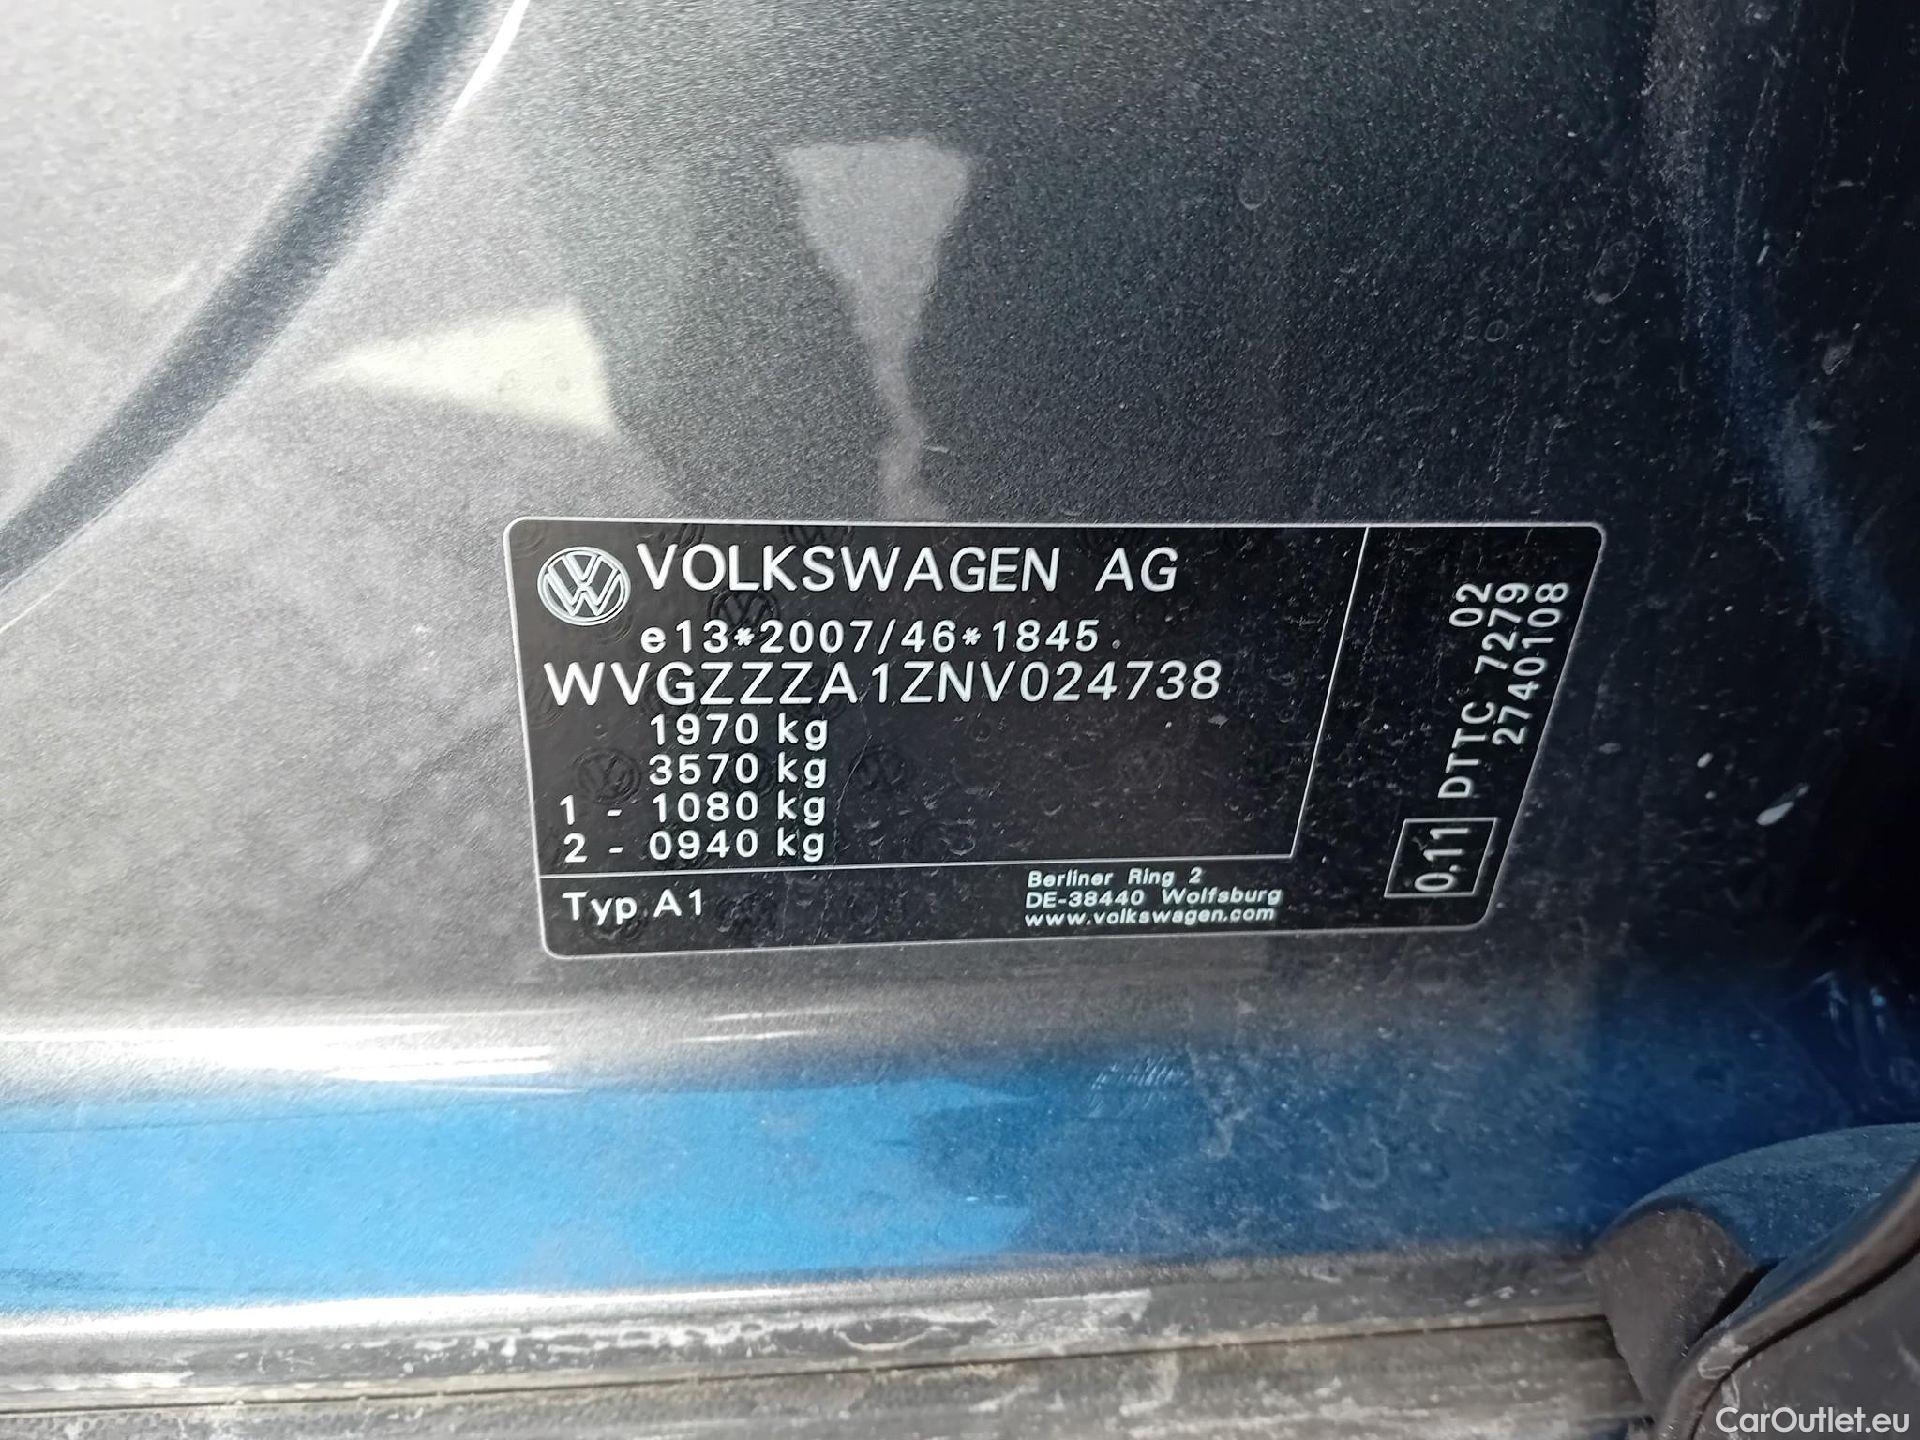 VOLKSWAGEN AG
e13*2007/46*1845
WVGZZZA1ZNV024738
1970 kg
3570 kg
1 - 1080 kg
2 - 0940 kg
Typ A1
Berliner Ring 2
DE-38440 Wolfsburg
www.volkswagen.com
02
0,11 DTTC 7279
2740108
CarOutlet.eu